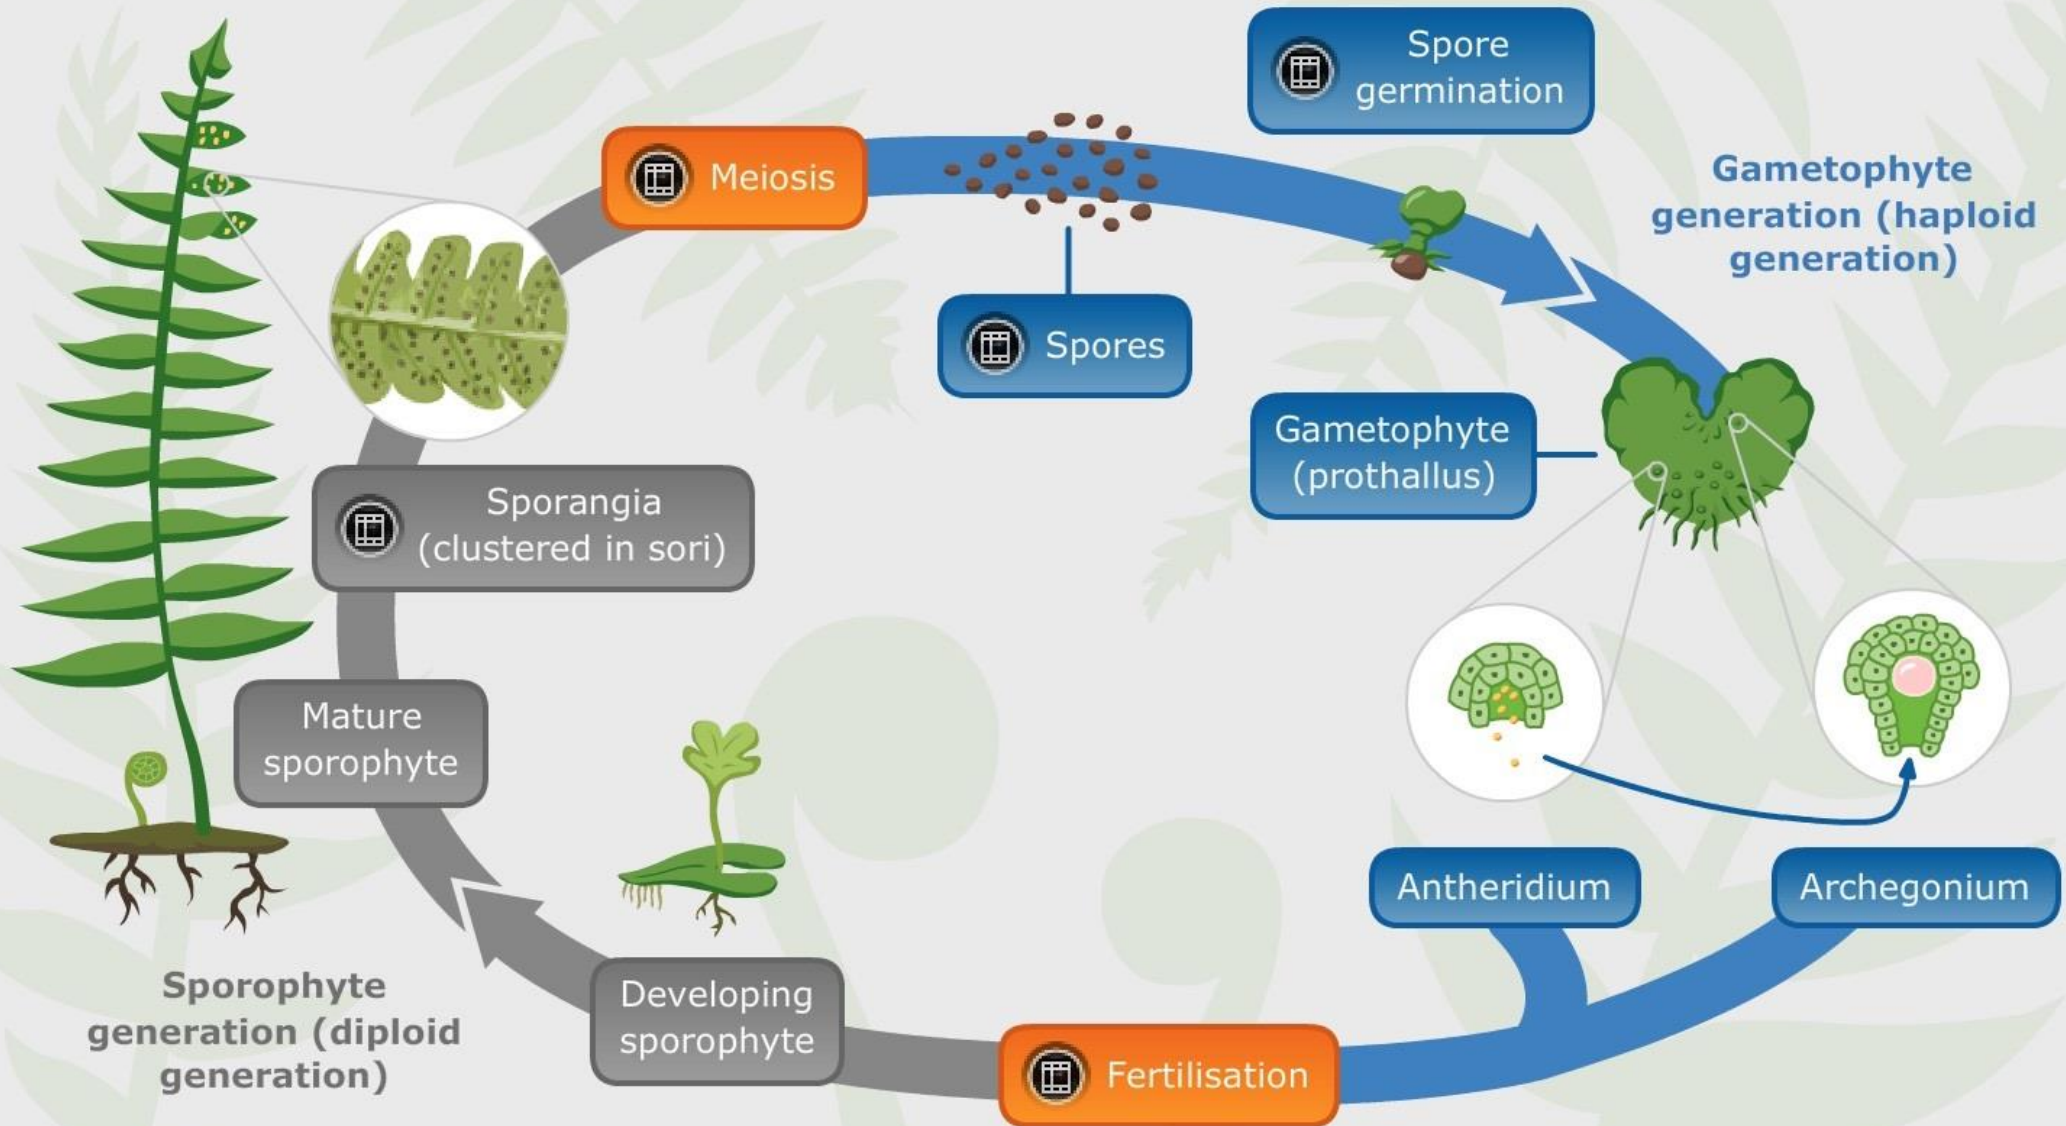 Spore
germination
Meiosis
Gametophyte
generation (haploid
generation)
Spores
Gametophyte
(prothallus)
Sporangia
(clustered in sori)
Mature
sporophyte
Antheridium
Archegonium
Sporophyte
generation (diploid
generation)
Developing
sporophyte
Fertilisation